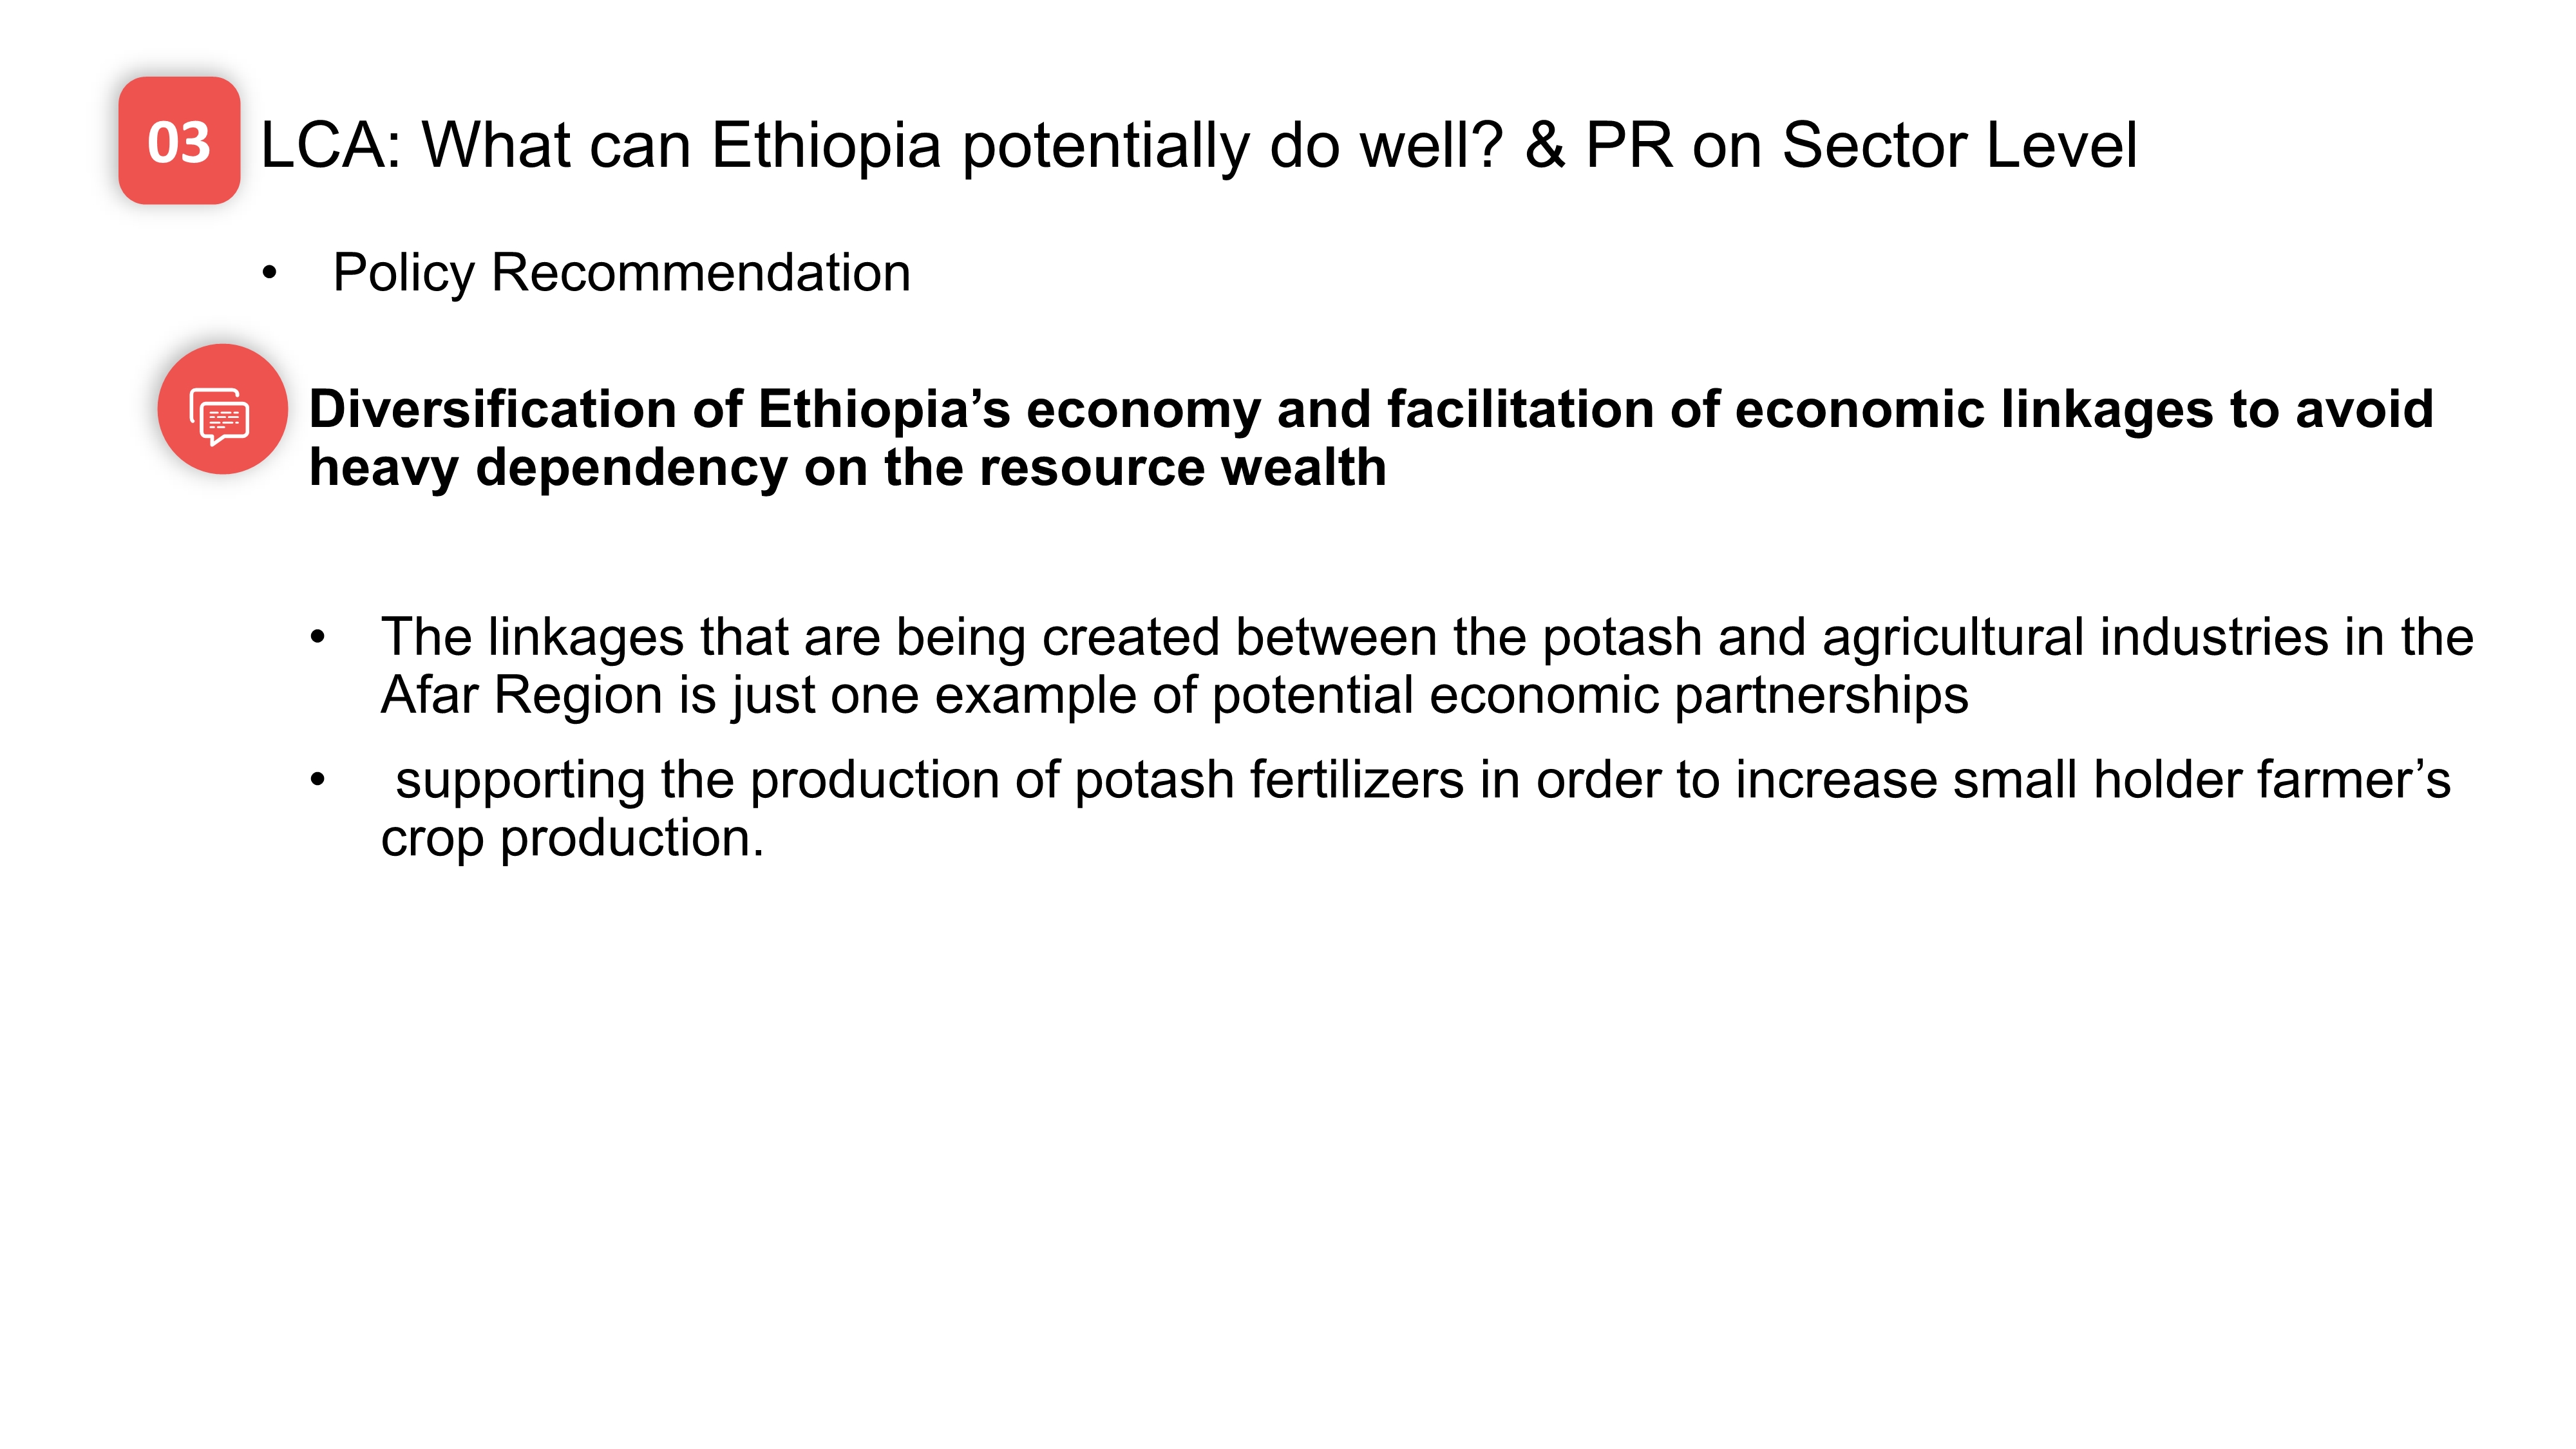 03
LCA: What can Ethiopia potentially do well? & PR on Sector Level
• Policy Recommendation
Diversification of Ethiopia’s economy and facilitation of economic linkages to avoid
heavy dependency on the resource wealth
• The linkages that are being created between the potash and agricultural industries in the
Afar Region is just one example of potential economic partnerships
• supporting the production of potash fertilizers in order to increase small holder farmer’s
crop production.